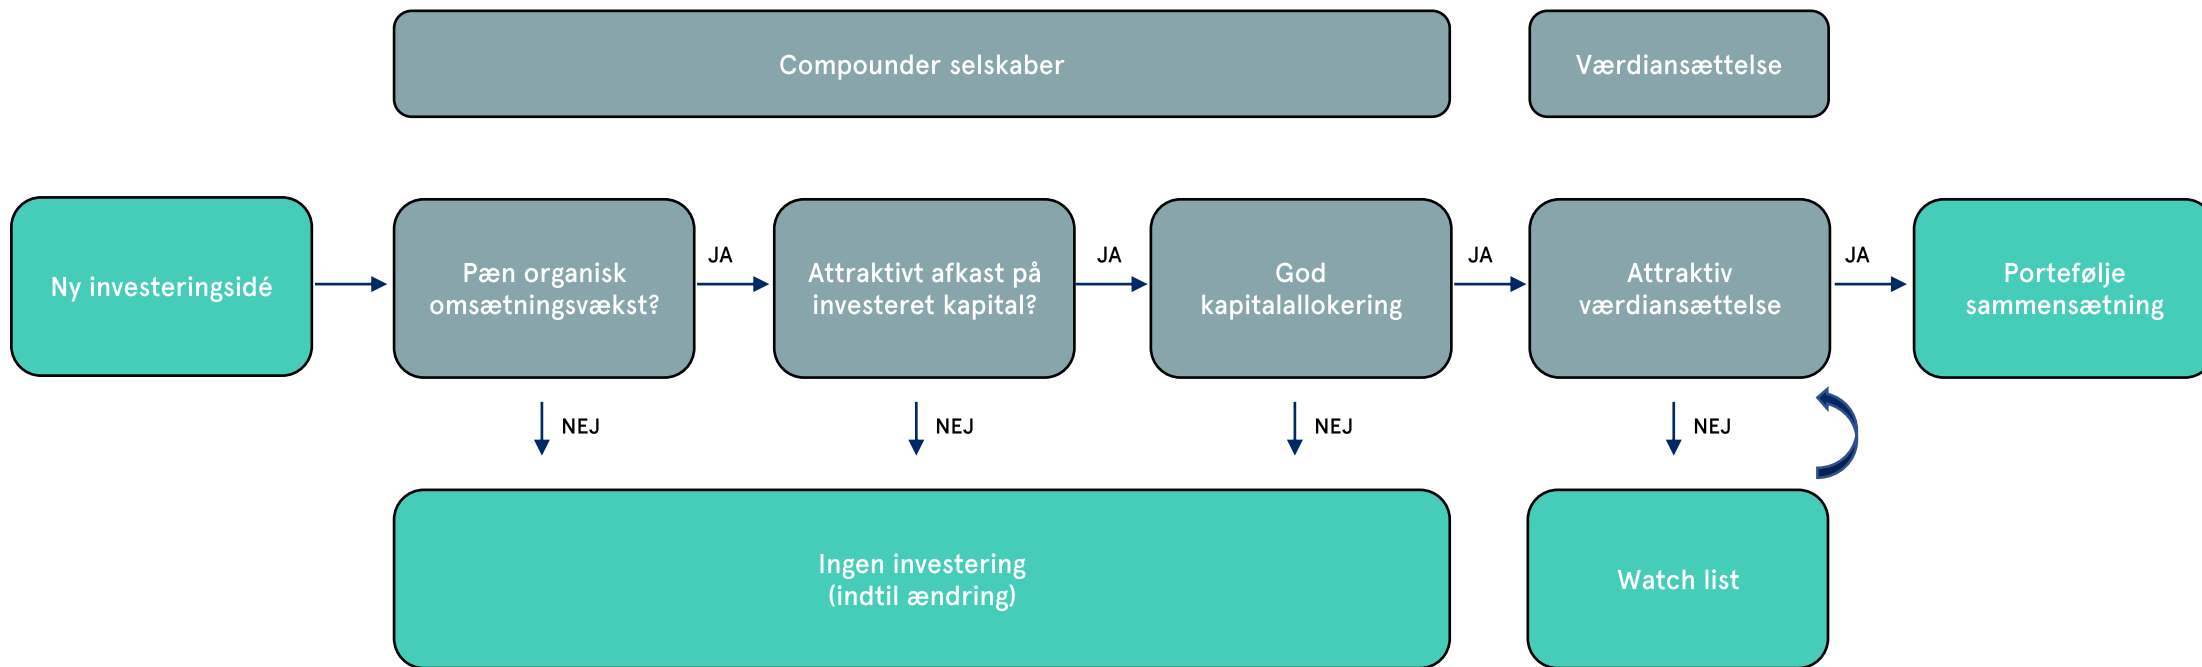 Compounder selskaber
Værdiansættelse
Ny investeringsidé
Pæn organisk
omsætningsvækst?
JA
Attraktivt afkast på
investeret kapital?
JA
God
kapitalallokering
JA
Attraktiv
værdiansættelse
JA
Portefølje
sammensætning
NEJ
NEJ
NEJ
NEJ
Ingen investering
(indtil ændring)
Watch list